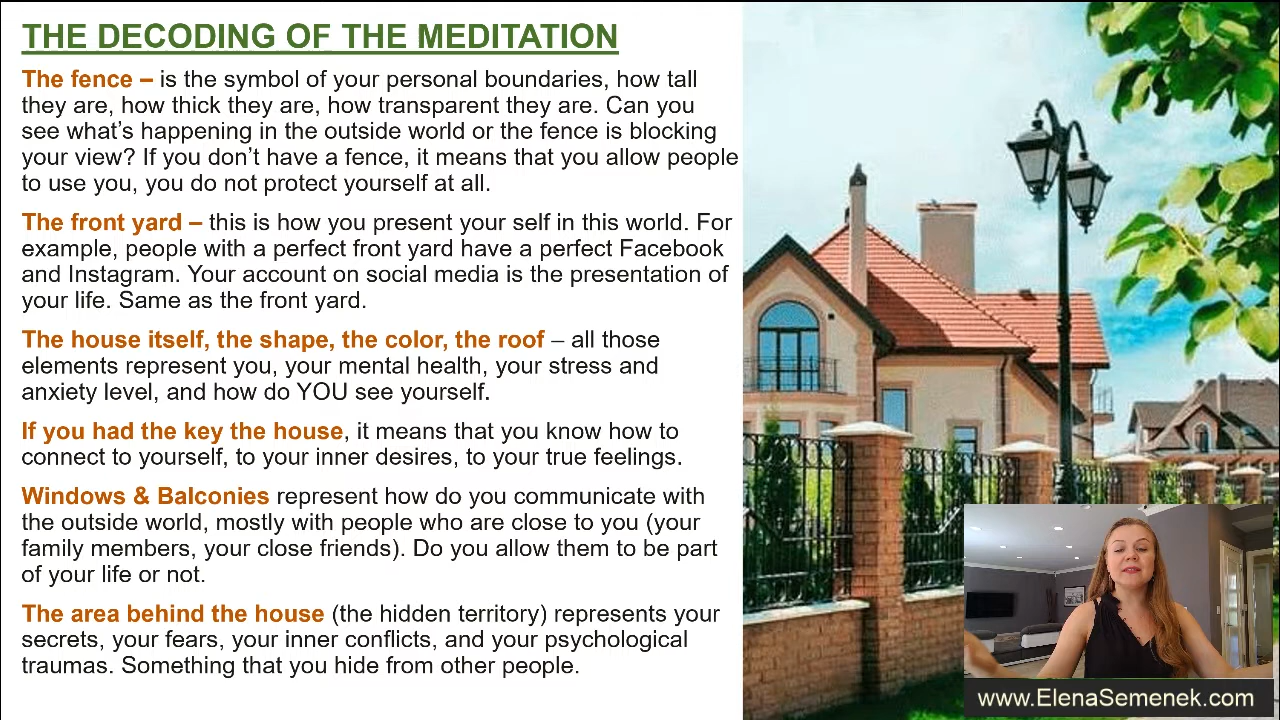 THE DECODING OF THE MEDITATION
The fence – is the symbol of your personal boundaries, how tall
they are, how thick they are, how transparent they are. Can you
see what's happening in the outside world or the fence is blocking
your view? If you don't have a fence, it means that you allow people
to use you, you do not protect yourself at all.
The front yard – this is how you present your self in this world. For
example, people with a perfect front yard have a perfect Facebook
and Instagram. Your account on social media is the presentation of
your life. Same as the front yard.
The house itself, the shape, the color, the roof – all those
elements represent you, your mental health, your stress and
anxiety level, and how do YOU see yourself.
If you had the key the house, it means that you know how to
connect to yourself, to your inner desires, to your true feelings.
Windows & Balconies represent how do you communicate with
the outside world, mostly with people who are close to you (your
family members, your close friends). Do you allow them to be part
of your life or not.
The area behind the house (the hidden territory) represents your
secrets, your fears, your inner conflicts, and your psychological
traumas. Something that you hide from other people.
www.ElenaSemenek.com